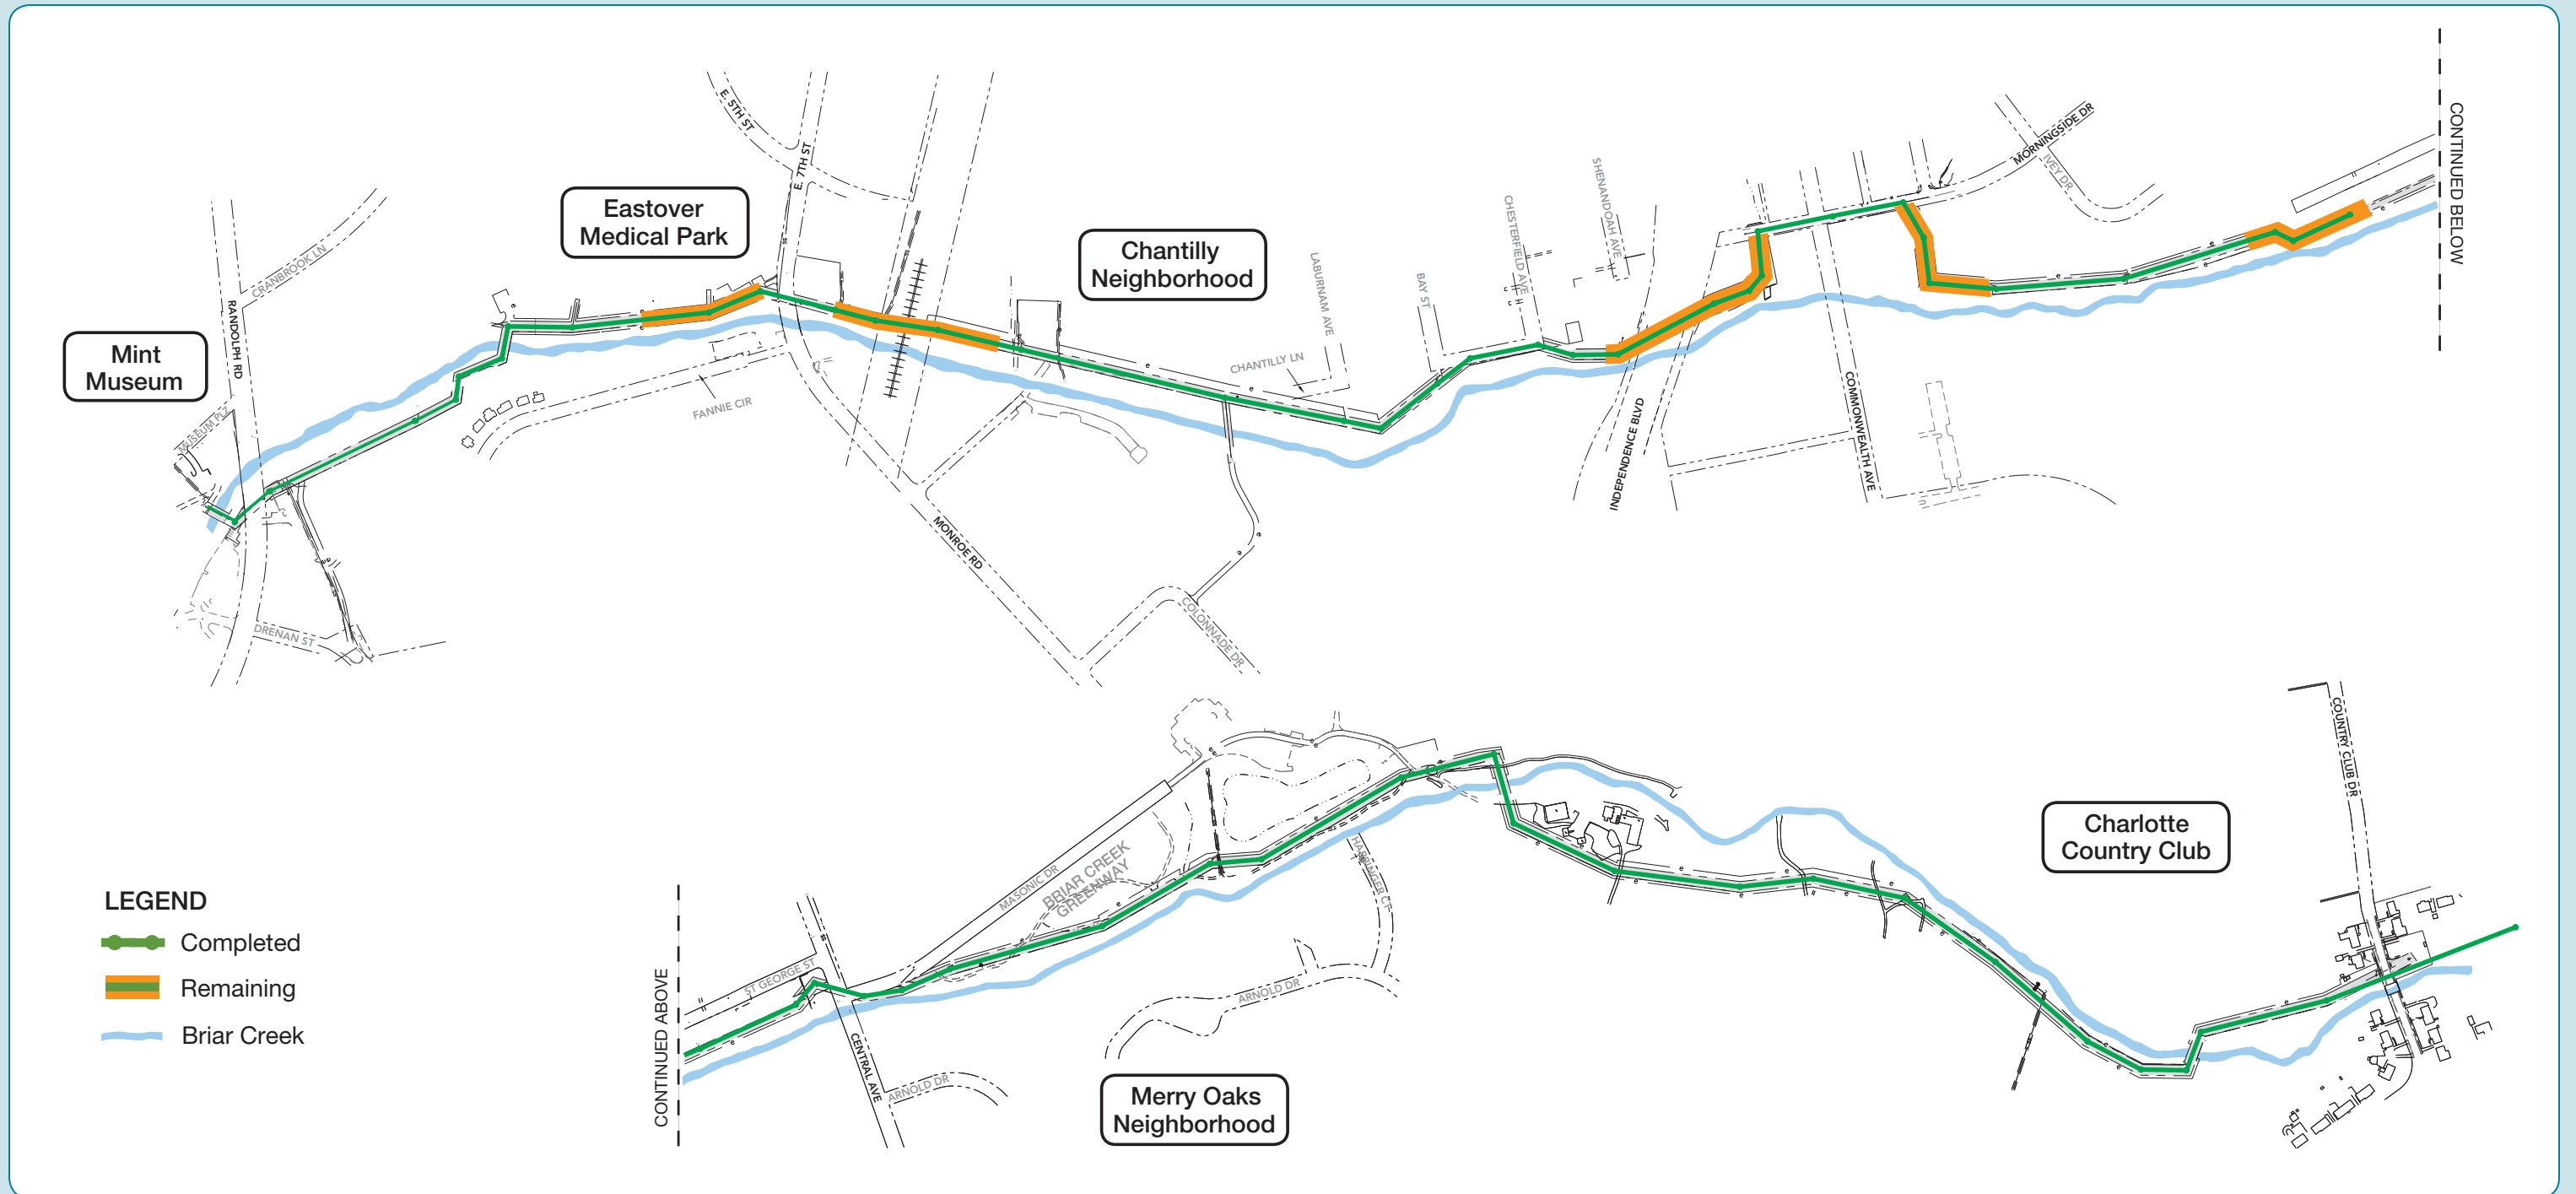 E. 5TH ST
E. 7TH ST
CONTINUED BELOW
MORNINGSIDE DR
IVEY DR
SHENANDOAH AVE
CHESTERFIELD AVE
Eastover
Medical Park
Chantilly
Neighborhood
CRANBROOK LN
RANDOLPH RD
Mint
Museum
LABURNAM AVE
BAY ST
CHANTILLY LN
FANNIE CIR
MUSEUM PLZ
INDEPENDENCE BLVD
COMMONWEALTH AVE
MONROE RD
COLONNADE DR
DRENAN ST
COUNTRY CLUB DR
Charlotte
Country Club
MASONIC DR
BRIAR CREEK
GREENWAY
HARBINGER CT
LEGEND
Completed
Remaining
Briar Creek
CONTINUED ABOVE
ST GEORGE ST
CENTRAL AVE
ARNOLD DR
ARNOLD DR
Merry Oaks
Neighborhood